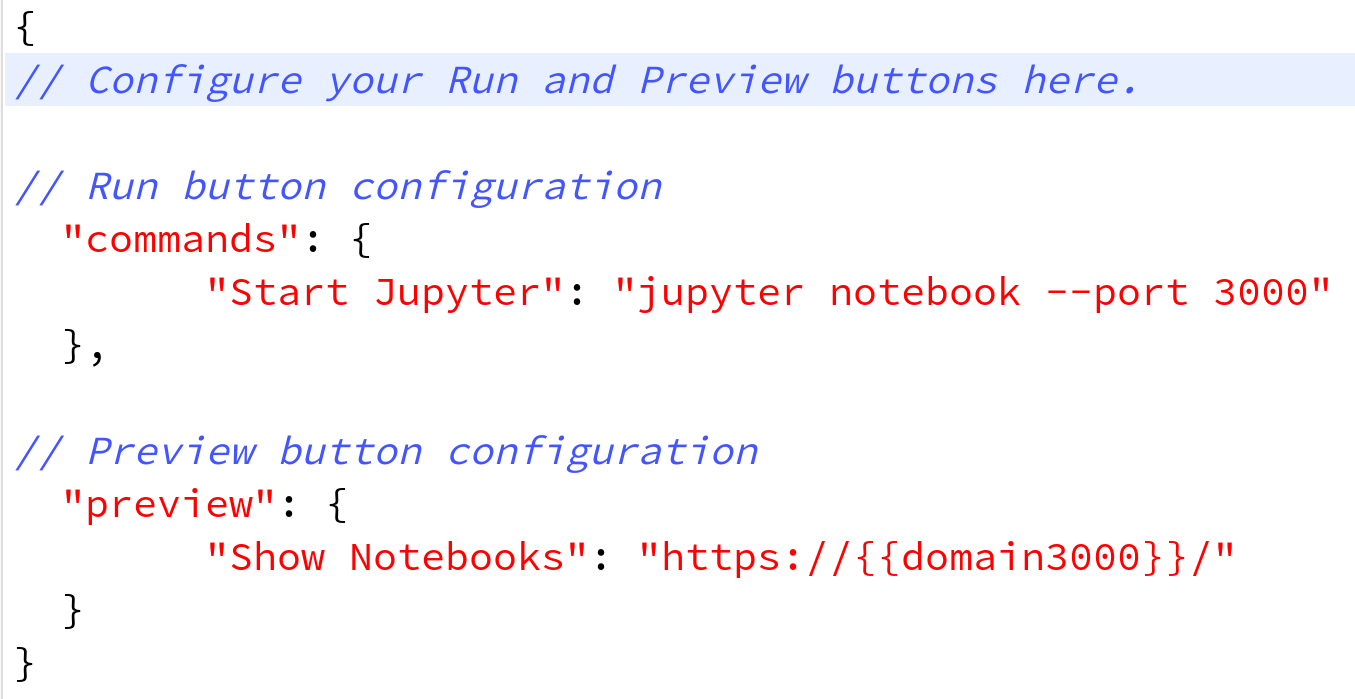 {
// Configure your Run and Preview buttons here.
// Run button configuration
"commands": {
"Start Jupyter": "jupyter notebook --port 3000"
},
// Preview button configuration
"preview": {
"Show Notebooks": "https://{{domain3000}}/"
}
}